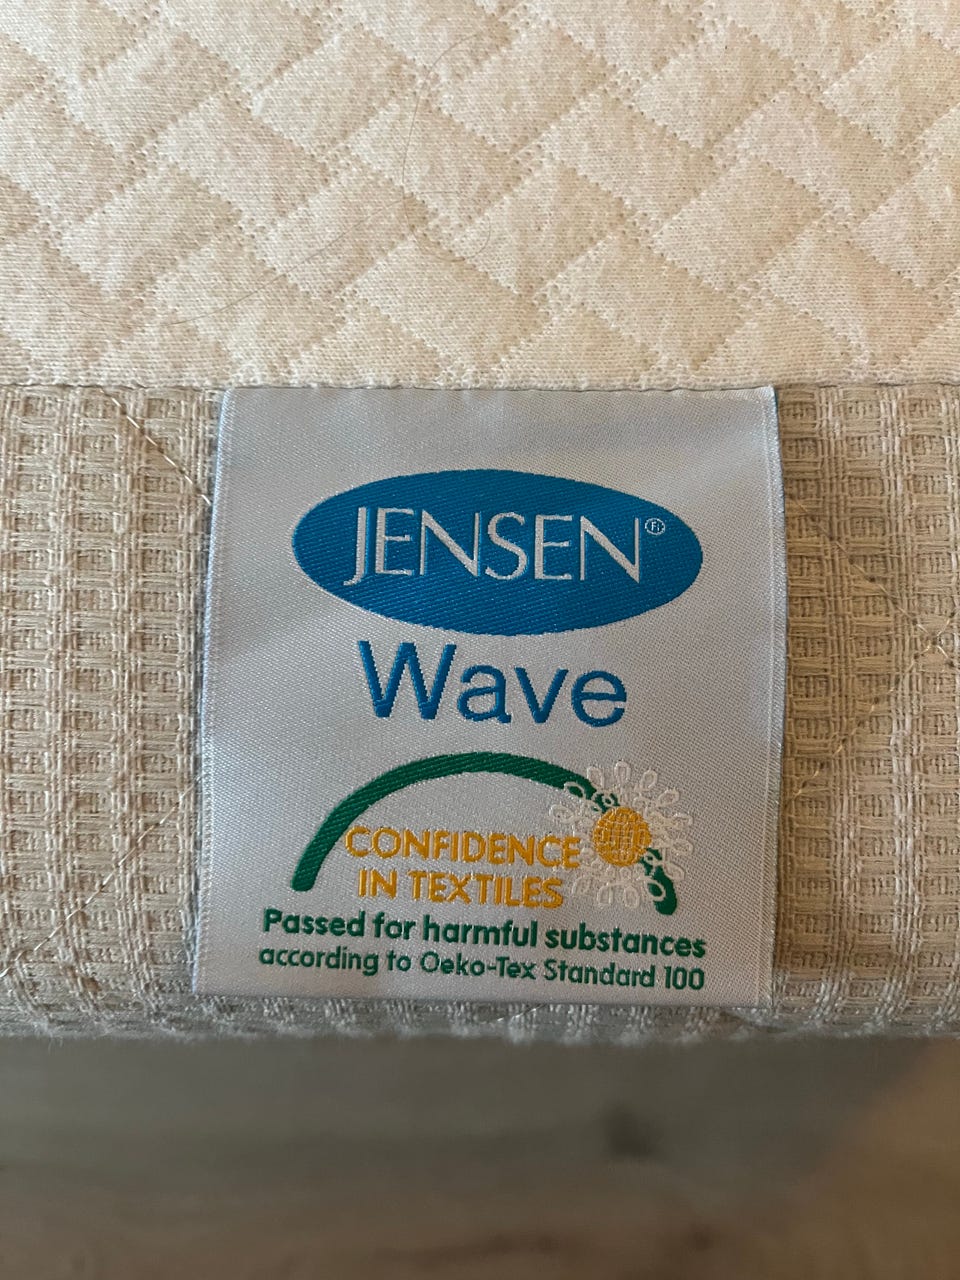 JENSEN®
Wave
CONFIDENCE
IN TEXTILES
Passed for harmful substances
according to Oeko-Tex Standard 100